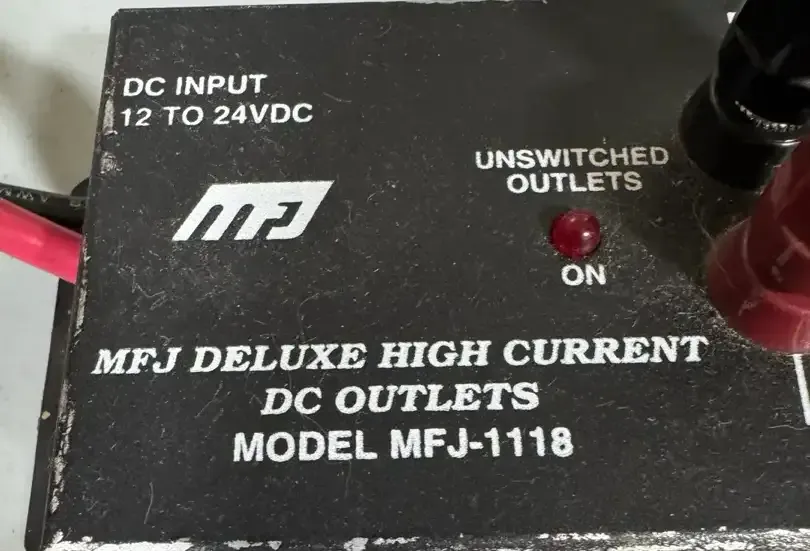 DC INPUT
12 TO 24VDC
UNSWITCHED
OUTLETS
MFJ
ON
MFJ DELUXE HIGH CURRENT
DC OUTLETS
MODEL MFJ-1118